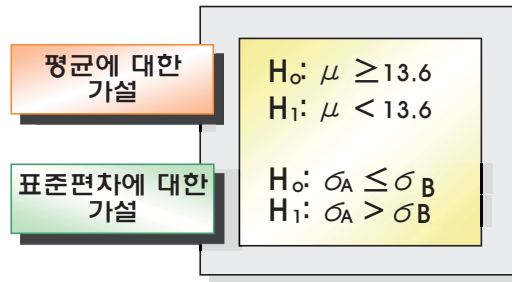 평균에 대한
가설
H₀: μ ≥13.6
H₁: μ < 13.6
표준편차에 대한
가설
H₀: σA ≤ σB
H₁: σA > σB